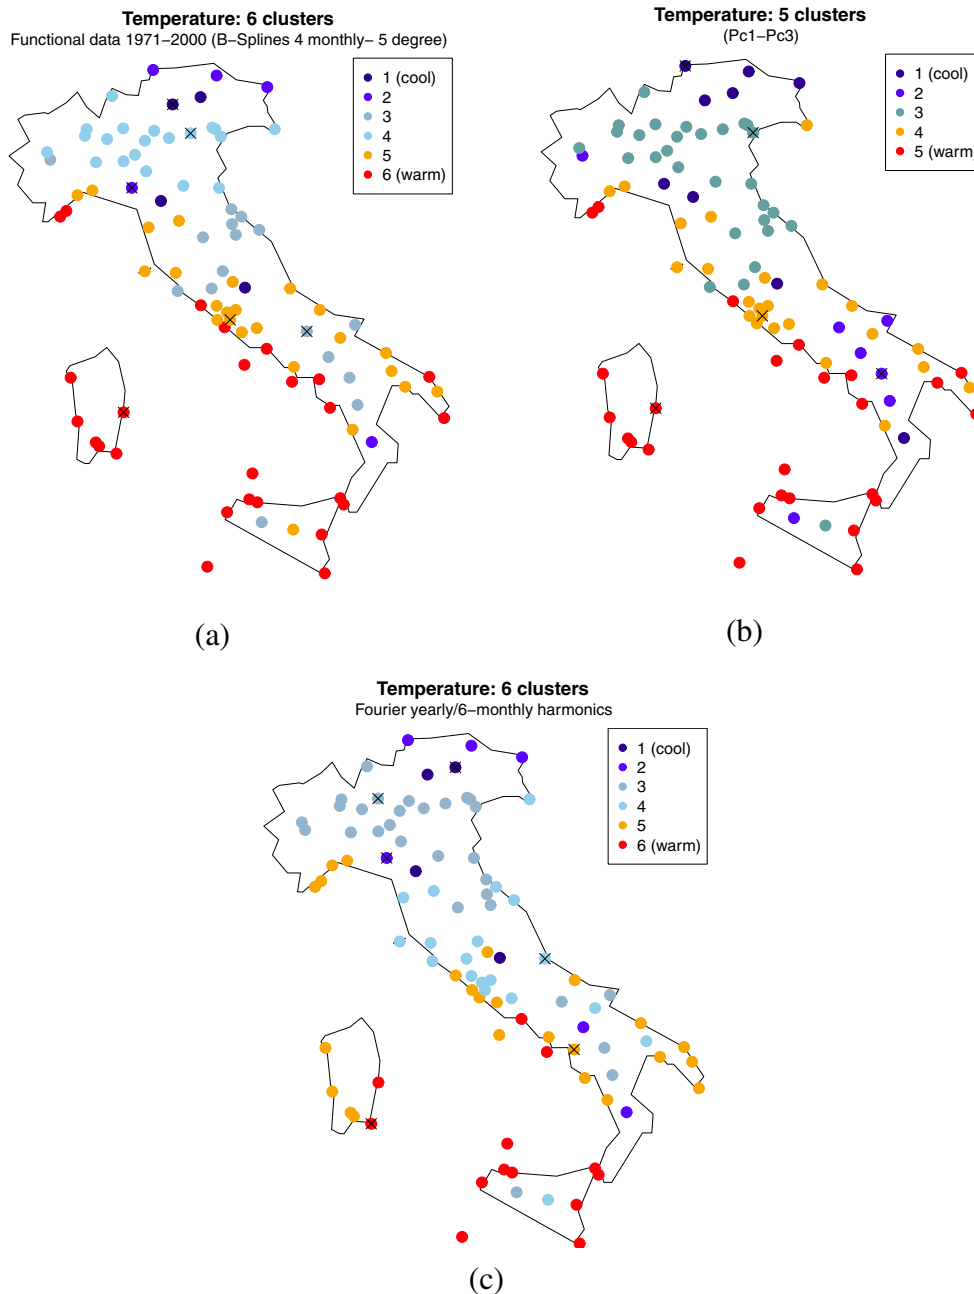 Temperature: 6 clusters
Functional data 1971−2000 (B−Splines 4 monthly− 5 degree)
1 (cool)
2
3
4
5
6 (warm)
(a)
Temperature: 5 clusters
(Pc1−Pc3)
1 (cool)
2
3
4
5 (warm)
(b)
Temperature: 6 clusters
Fourier yearly/6−monthly harmonics
1 (cool)
2
3
4
5
6 (warm)
(c)